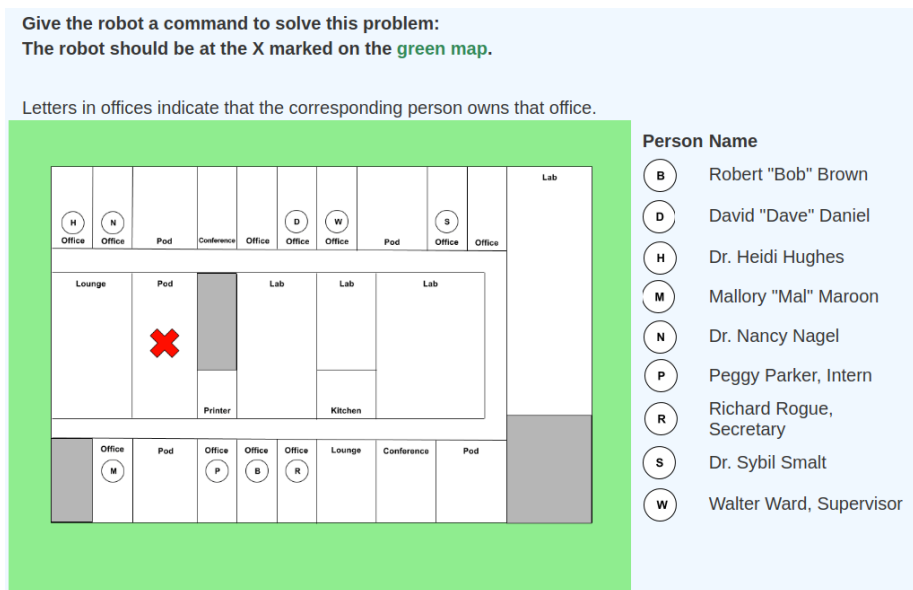 Give the robot a command to solve this problem:
The robot should be at the X marked on the green map.
Letters in offices indicate that the corresponding person owns that office.
Person Name
B Robert "Bob" Brown
D David "Dave" Daniel
H Dr. Heidi Hughes
M Mallory "Mal" Maroon
N Dr. Nancy Nagel
P Peggy Parker, Intern
R Richard Rogue,
Secretary
S Dr. Sybil Smalt
W Walter Ward, Supervisor
Lab
H N D W S
Office Office Pod Conference Office Office Office Pod Office Office
Lounge Pod Lab Lab Lab
Printer Kitchen
Office Pod Office Office Office Lounge Conference Pod
M P B R